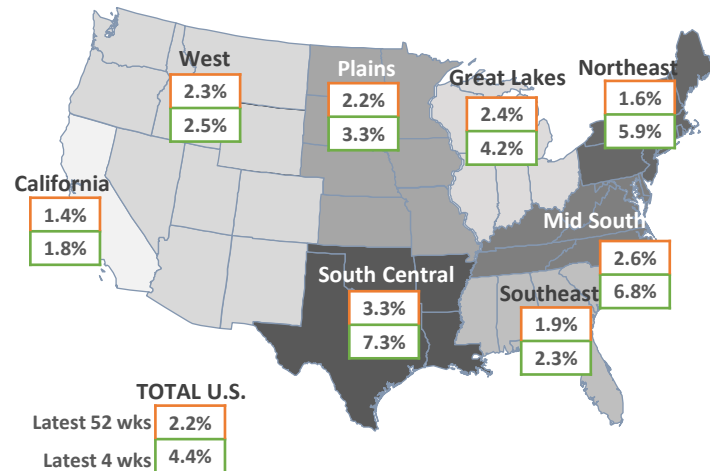 West
2.3%
2.5%
Plains
2.2%
3.3%
Great Lakes
2.4%
4.2%
Northeast
1.6%
5.9%
California
1.4%
1.8%
Mid South
2.6%
6.8%
South Central
3.3%
7.3%
Southeast
1.9%
2.3%
TOTAL U.S.
Latest 52 wks 2.2%
Latest 4 wks 4.4%